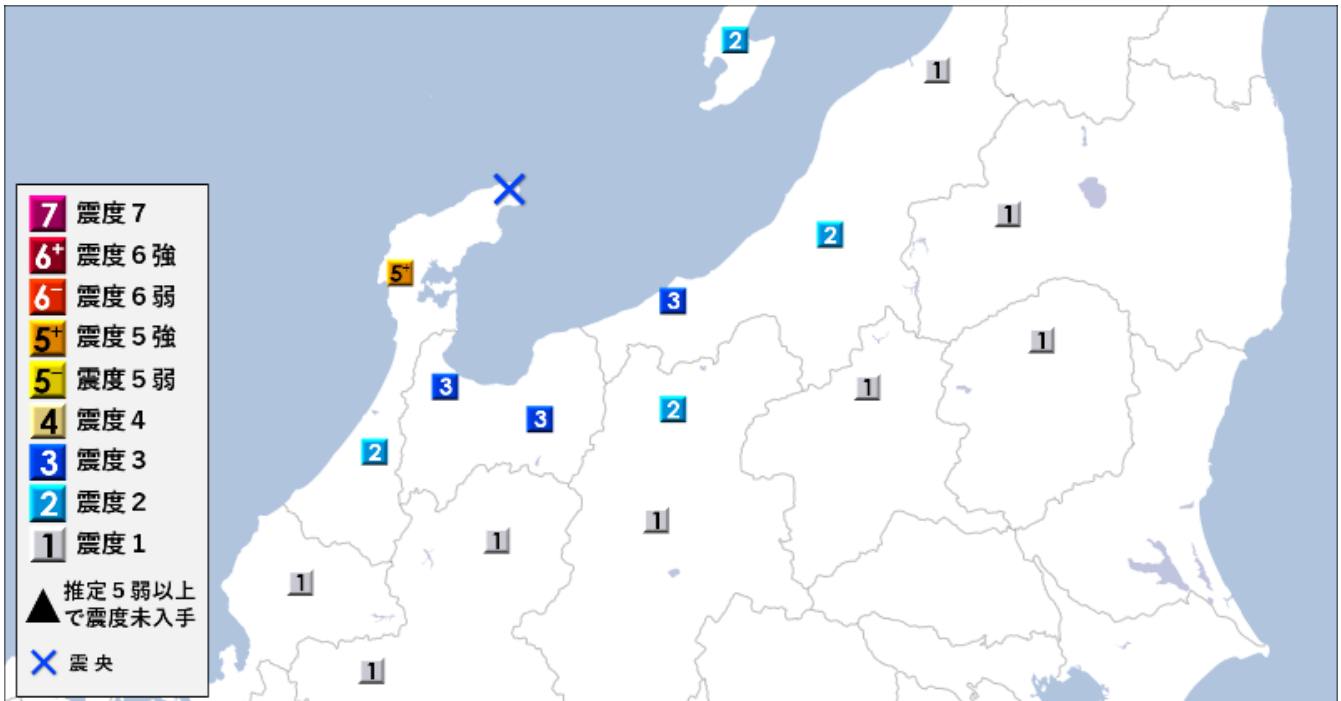 2
1
1
2
5+
3
1
3
1
3
2
2
1
1
1
1
7 震度７
6+ 震度６強
6- 震度６弱
5+ 震度５強
5- 震度５弱
4 震度４
3 震度３
2 震度２
1 震度１
推定５弱以上
で震度未入手
震央